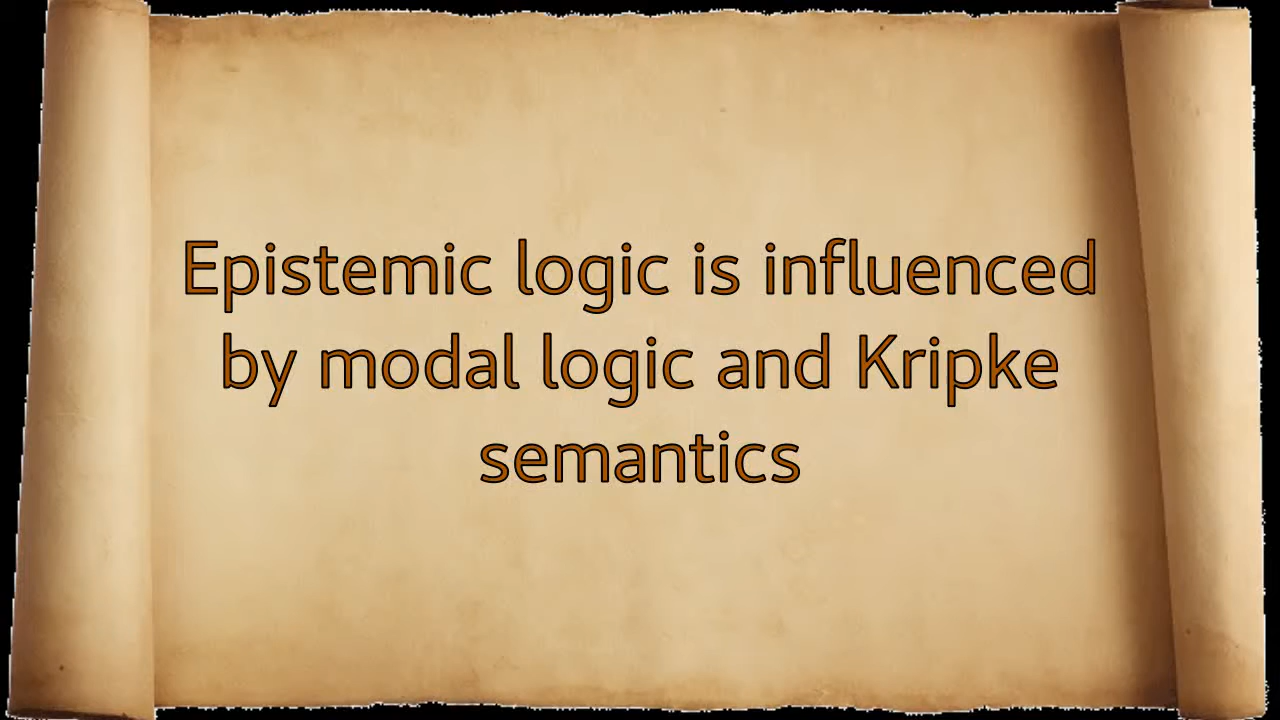 Epistemic logic is influenced
by modal logic and Kripke
semantics